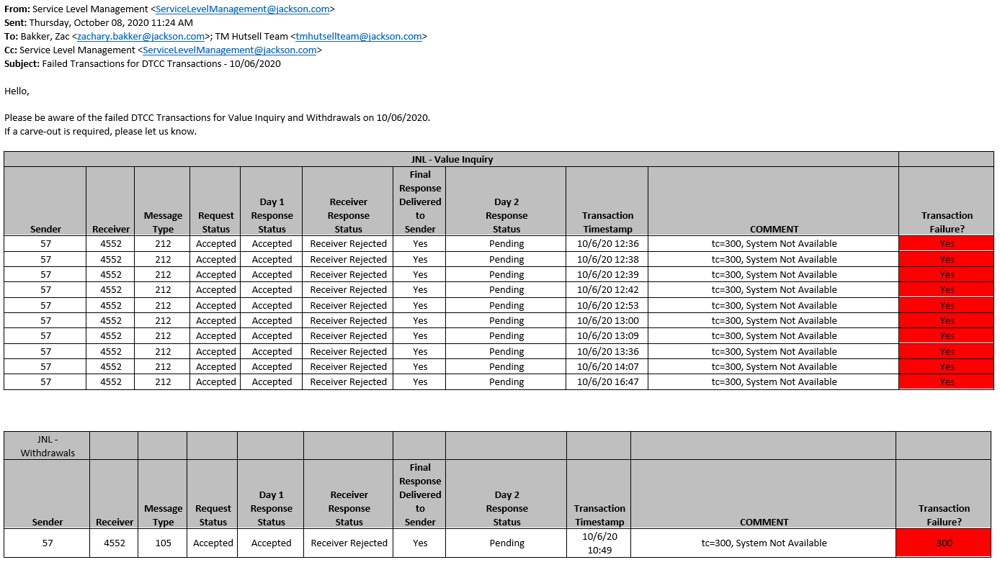 From: Service Level Management <ServiceLevelManagement@jackson.com>
Sent: Thursday, October 08, 2020 11:24 AM
To: Bakker, Zac <zachary.bakker@jackson.com>; TM Hutsell Team <tmhutsellteam@jackson.com>
Cc: Service Level Management <ServiceLevelManagement@jackson.com>
Subject: Failed Transactions for DTCC Transactions - 10/06/2020
Hello,
Please be aware of the failed DTCC Transactions for Value Inquiry and Withdrawals on 10/06/2020.
If a carve-out is required, please let us know.
JNL - Value Inquiry
Sender Receiver Message Type Request Status Day 1 Response Status Receiver Response Status Final Response Delivered to Sender Day 2 Response Status Transaction Timestamp COMMENT Transaction Failure?
57 4552 212 Accepted Accepted Receiver Rejected Yes Pending 10/6/20 12:36 tc=300, System Not Available Yes
57 4552 212 Accepted Accepted Receiver Rejected Yes Pending 10/6/20 12:38 tc=300, System Not Available Yes
57 4552 212 Accepted Accepted Receiver Rejected Yes Pending 10/6/20 12:39 tc=300, System Not Available Yes
57 4552 212 Accepted Accepted Receiver Rejected Yes Pending 10/6/20 12:42 tc=300, System Not Available Yes
57 4552 212 Accepted Accepted Receiver Rejected Yes Pending 10/6/20 12:53 tc=300, System Not Available Yes
57 4552 212 Accepted Accepted Receiver Rejected Yes Pending 10/6/20 13:00 tc=300, System Not Available Yes
57 4552 212 Accepted Accepted Receiver Rejected Yes Pending 10/6/20 13:09 tc=300, System Not Available Yes
57 4552 212 Accepted Accepted Receiver Rejected Yes Pending 10/6/20 13:36 tc=300, System Not Available Yes
57 4552 212 Accepted Accepted Receiver Rejected Yes Pending 10/6/20 14:07 tc=300, System Not Available Yes
57 4552 212 Accepted Accepted Receiver Rejected Yes Pending 10/6/20 16:47 tc=300, System Not Available Yes
JNL - Withdrawals
Sender Receiver Message Type Request Status Day 1 Response Status Receiver Response Status Final Response Delivered to Sender Day 2 Response Status Transaction Timestamp COMMENT Transaction Failure?
57 4552 105 Accepted Accepted Receiver Rejected Yes Pending 10/6/20 10:49 tc=300, System Not Available 300